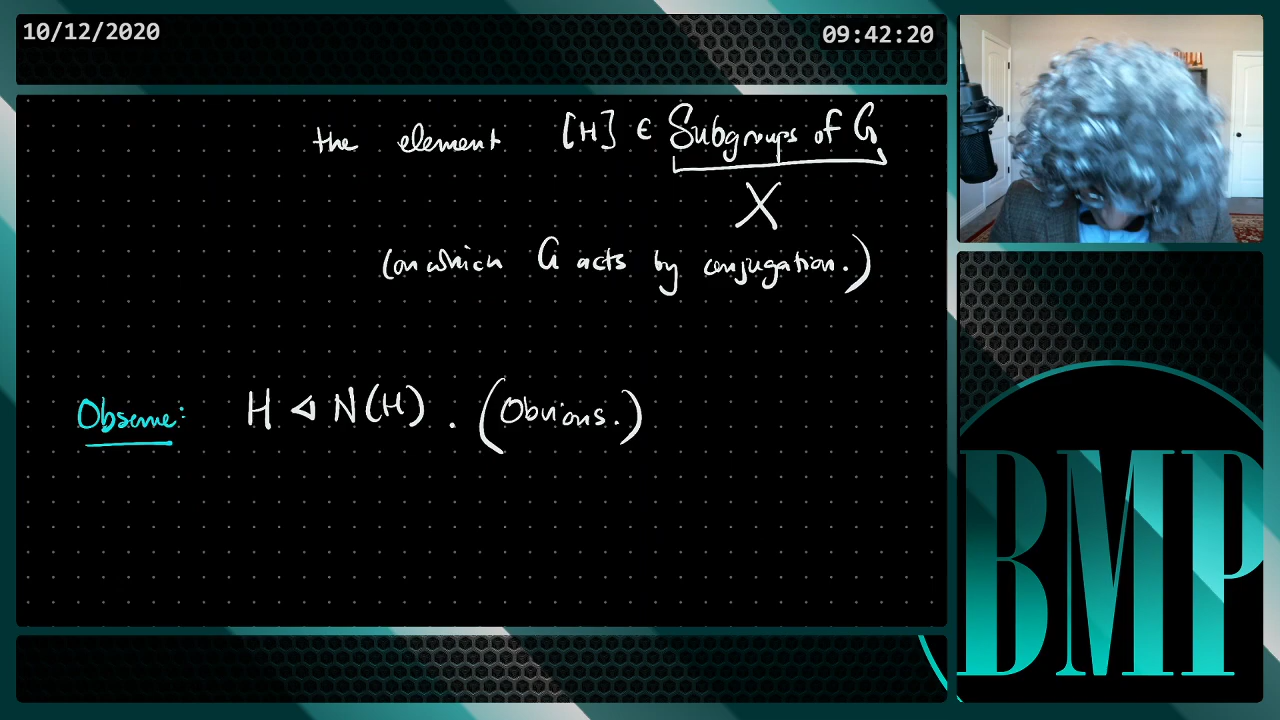 10/12/2020
09:42:20
the element [H] ∈ Subgroups of G
X
(on which G acts by conjugation.)
Observe: H ◁ N(H). (Obvious.)
BMP